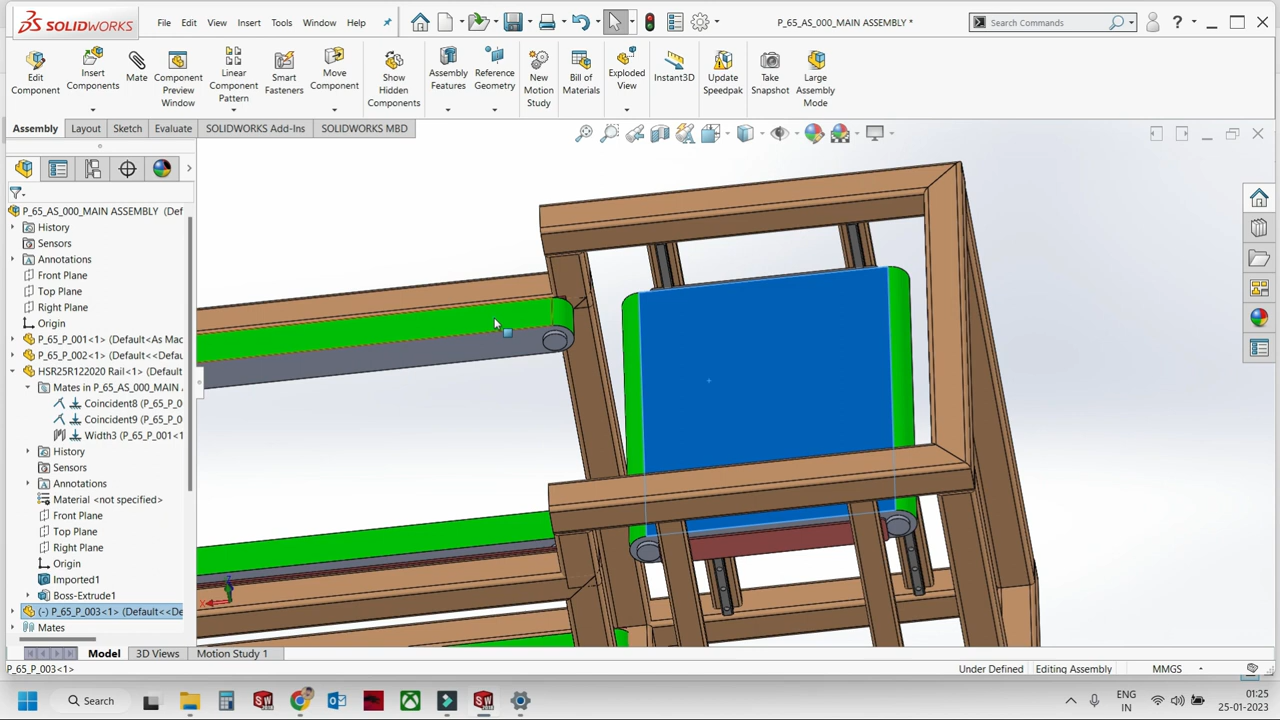 SOLIDWORKS File Edit View Insert Tools Window Help P_65_AS_000_MAIN ASSEMBLY * Search Commands ?
Edit Component
Insert Components
Mate
Component Preview Window
Linear Component Pattern
Smart Fasteners
Move Component
Show Hidden Components
Assembly Features
Reference Geometry
New Motion Study
Bill of Materials
Exploded View
Instant3D
Update Speedpak
Take Snapshot
Large Assembly Mode
Assembly Layout Sketch Evaluate SOLIDWORKS Add-Ins SOLIDWORKS MBD
P_65_AS_000_MAIN ASSEMBLY (Def
History
Sensors
Annotations
Front Plane
Top Plane
Right Plane
Origin
P_65_P_001<1> (Default<As Mac
P_65_P_002<1> (Default<<Defau
HSR25R122020 Rail<1> (Default<
Mates in P_65_AS_000_MAIN
Coincident8 (P_65_P_0
Coincident9 (P_65_P_0
Width3 (P_65_P_001<1
History
Sensors
Annotations
Material <not specified>
Front Plane
Top Plane
Right Plane
Origin
Imported1
Boss-Extrude1
(-) P_65_P_003<1> (Default<<De
Mates
Z
X
Model 3D Views Motion Study 1
P_65_P_003<1> Under Defined Editing Assembly MMGS
Search
ENG
IN
01:25
25-01-2023